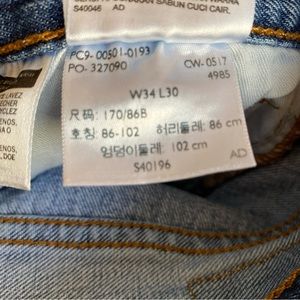 SABUN CUCI CAIR.
S40046 AD
PC9- 00501-0193
PO- 327090
CW- 0517
4985
W34 L30
尺码: 170/86B
호칭: 86-102 허리둘레: 86 cm
엉덩이둘레: 102 cm
S40196
AD
LAVEZ